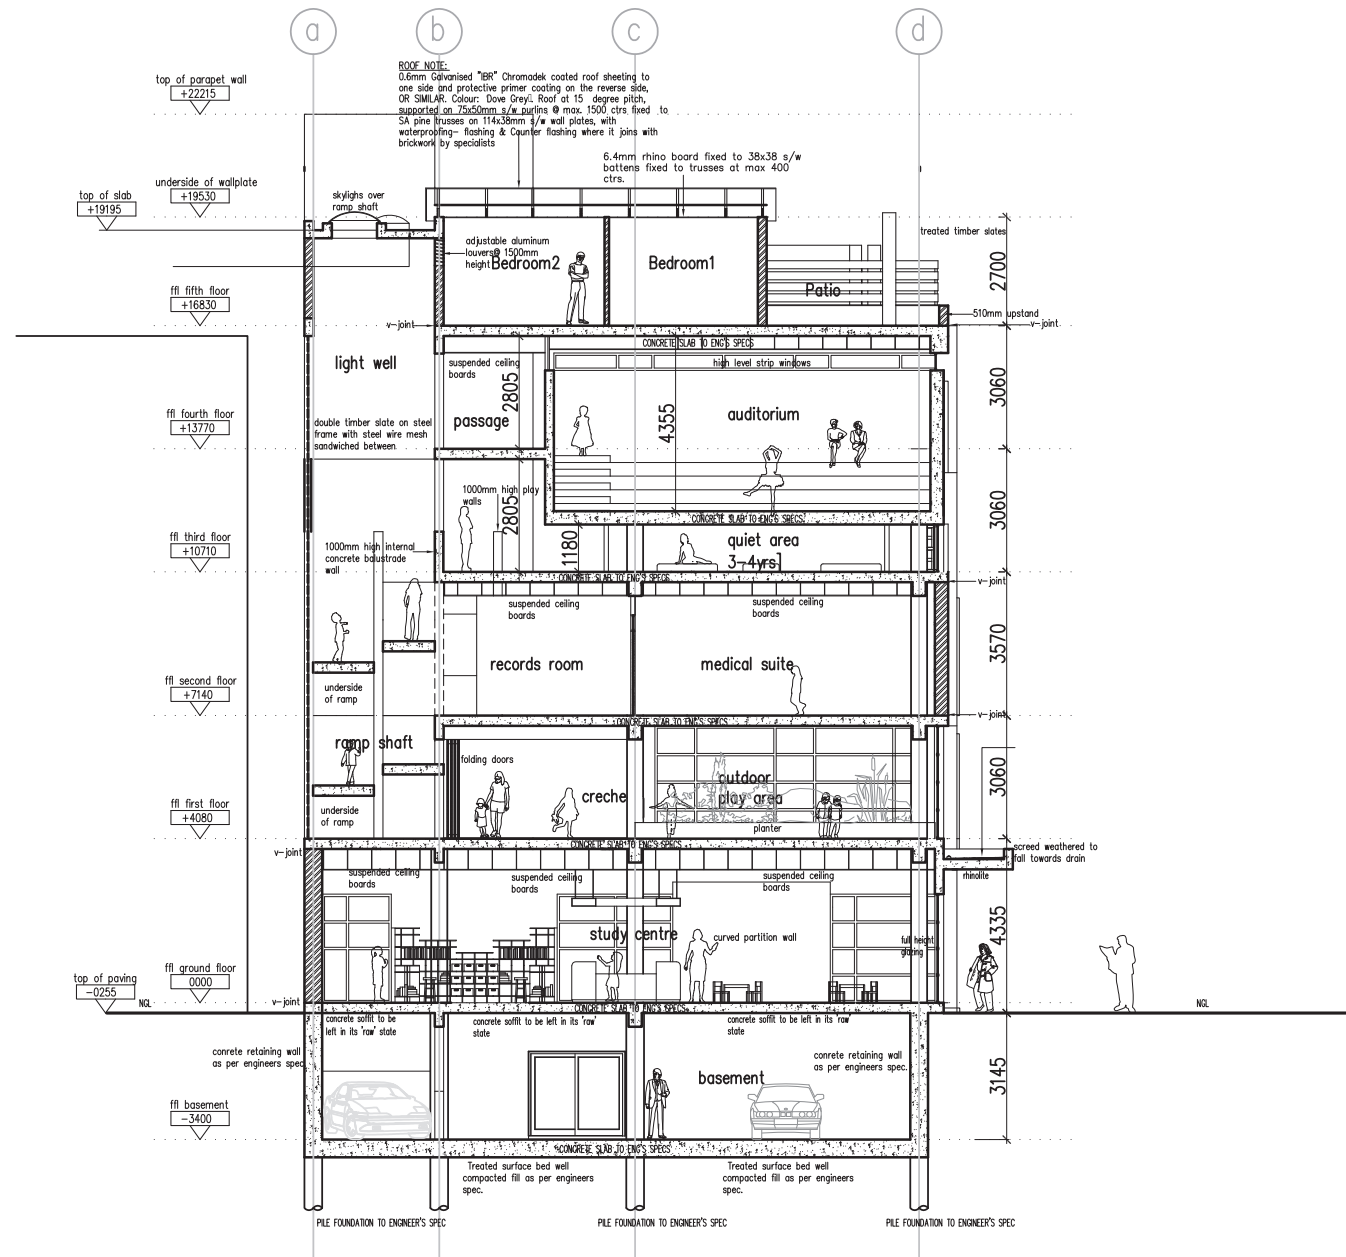 a
b
c
d
ROOF NOTE:
0.6mm Galvanised "IBR" Chromadek coated roof sheeting to
one side and protective primer coating on the reverse side,
OR SIMILAR. Colour: Dove Grey. Roof at 15 degree pitch,
supported on 75x50mm s/w purlins @ max. 1500 ctrs fixed to
SA pine trusses on 114x38mm s/w wall plates, with
waterproofing- flashing & Counter flashing where it joins with
brickwork by specialists
top of parapet wall
+22215
6.4mm rhino board fixed to 38x38 s/w
battens fixed to trusses at max 400
ctrs.
underside of wallplate
+19530
top of slab
+19195
skylighs over
ramp shaft
adjustable aluminum
louvers@ 1500mm
height
Bedroom2
Bedroom1
Patio
treated timber slates
2700
ffl fifth floor
+16830
510mm upstand
v-joint
v-joint
CONCRETE SLAB TO ENG'S SPECS
light well
suspended ceiling
boards
high level strip windows
2805
3060
ffl fourth floor
+13770
double timber slate on steel
frame with steel wire mesh
sandwiched between
passage
4355
auditorium
1000mm high play
walls
2805
3060
CONCRETE SLAB TO ENG'S SPECS
ffl third floor
+10710
1000mm high internal
concrete balustrade
wall
1180
quiet area
3-4yrs]
CONCRETE SLAB TO ENG'S SPECS
v-joint
suspended ceiling
boards
suspended ceiling
boards
3570
records room
medical suite
ffl second floor
+7140
underside
of ramp
v-joint
CONCRETE SLAB TO ENG'S SPECS
ramp shaft
folding doors
creche
outdoor
play area
3060
ffl first floor
+4080
underside
of ramp
planter
CONCRETE SLAB TO ENG'S SPECS
v-joint
screed weathered to
fall towards drain
suspended ceiling
boards
suspended ceiling
boards
suspended ceiling
boards
rhinolite
study centre
curved partition wall
full height
glazing
4335
ffl ground floor
0000
top of paving
-0255
NGL
v-joint
NGL
CONCRETE SLAB TO ENG'S SPECS
concrete soffit to be
left in its 'raw' state
concrete soffit to be left in its 'raw'
state
concrete soffit to be left in its 'raw'
state
conrete retaining wall
as per engineers spec.
conrete retaining wall
as per engineers spec.
basement
3145
ffl basement
-3400
CONCRETE SLAB TO ENG'S SPECS
Treated surface bed well
compacted fill as per engineers
spec.
Treated surface bed well
compacted fill as per engineers
spec.
PILE FOUNDATION TO ENGINEER'S SPEC
PILE FOUNDATION TO ENGINEER'S SPEC
PILE FOUNDATION TO ENGINEER'S SPEC